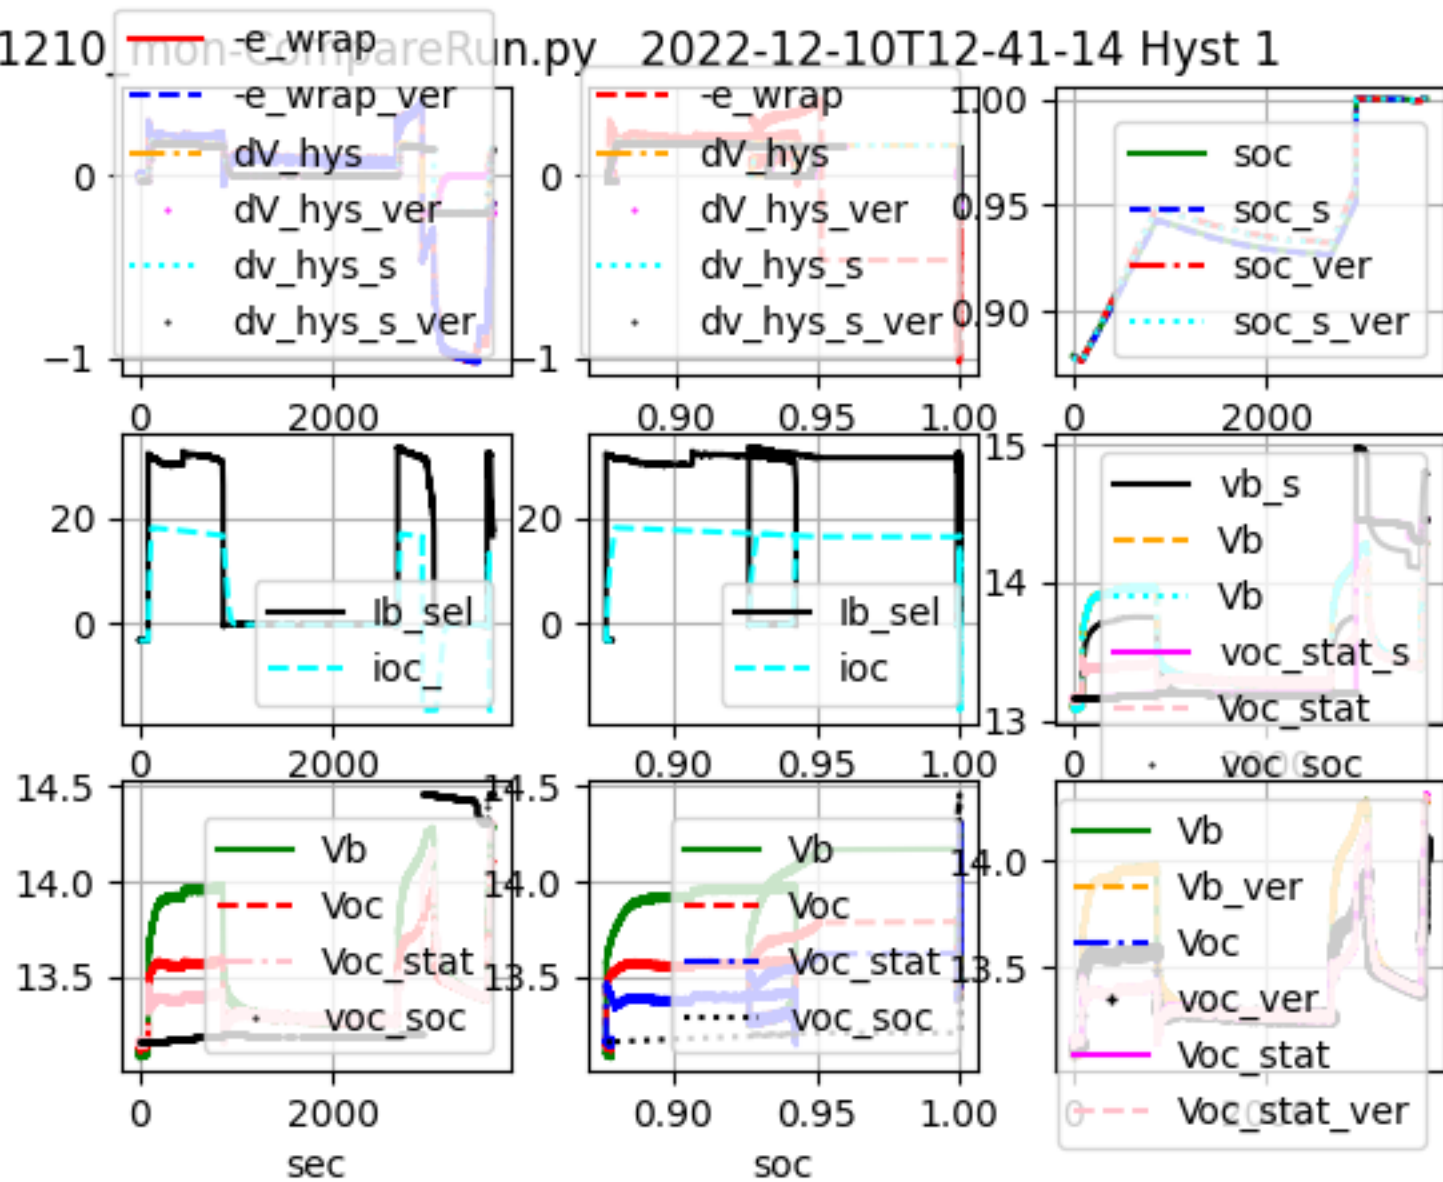 1210_mon-CompareRun.py 2022-12-10T12-41-14 Hyst 1
-e_wrap
-e_wrap_ver
dV_hys
dV_hys_ver
dv_hys_s
dv_hys_s_ver
0
−1
0 2000
-e_wrap
dV_hys
dV_hys_ver
dv_hys_s
dv_hys_s_ver
0
−1
0.90 0.95 1.00
1.00
0.95
0.90
soc
soc_s
soc_ver
soc_s_ver
0 2000
20
0
Ib_sel
ioc_
0 2000
20
0
Ib_sel
ioc
0.90 0.95 1.00
15
14
13
vb_s
Vb
Vb
voc_stat_s
Voc_stat
voc_soc
0 2000
14.5
14.0
13.5
Vb
Voc
Voc_stat
voc_soc
0 2000
sec
14.5
14.0
13.5
Vb
Voc
Voc_stat
voc_soc
0.90 0.95 1.00
soc
14.0
13.5
Vb
Vb_ver
Voc
voc_ver
Voc_stat
Voc_stat_ver
0 2000